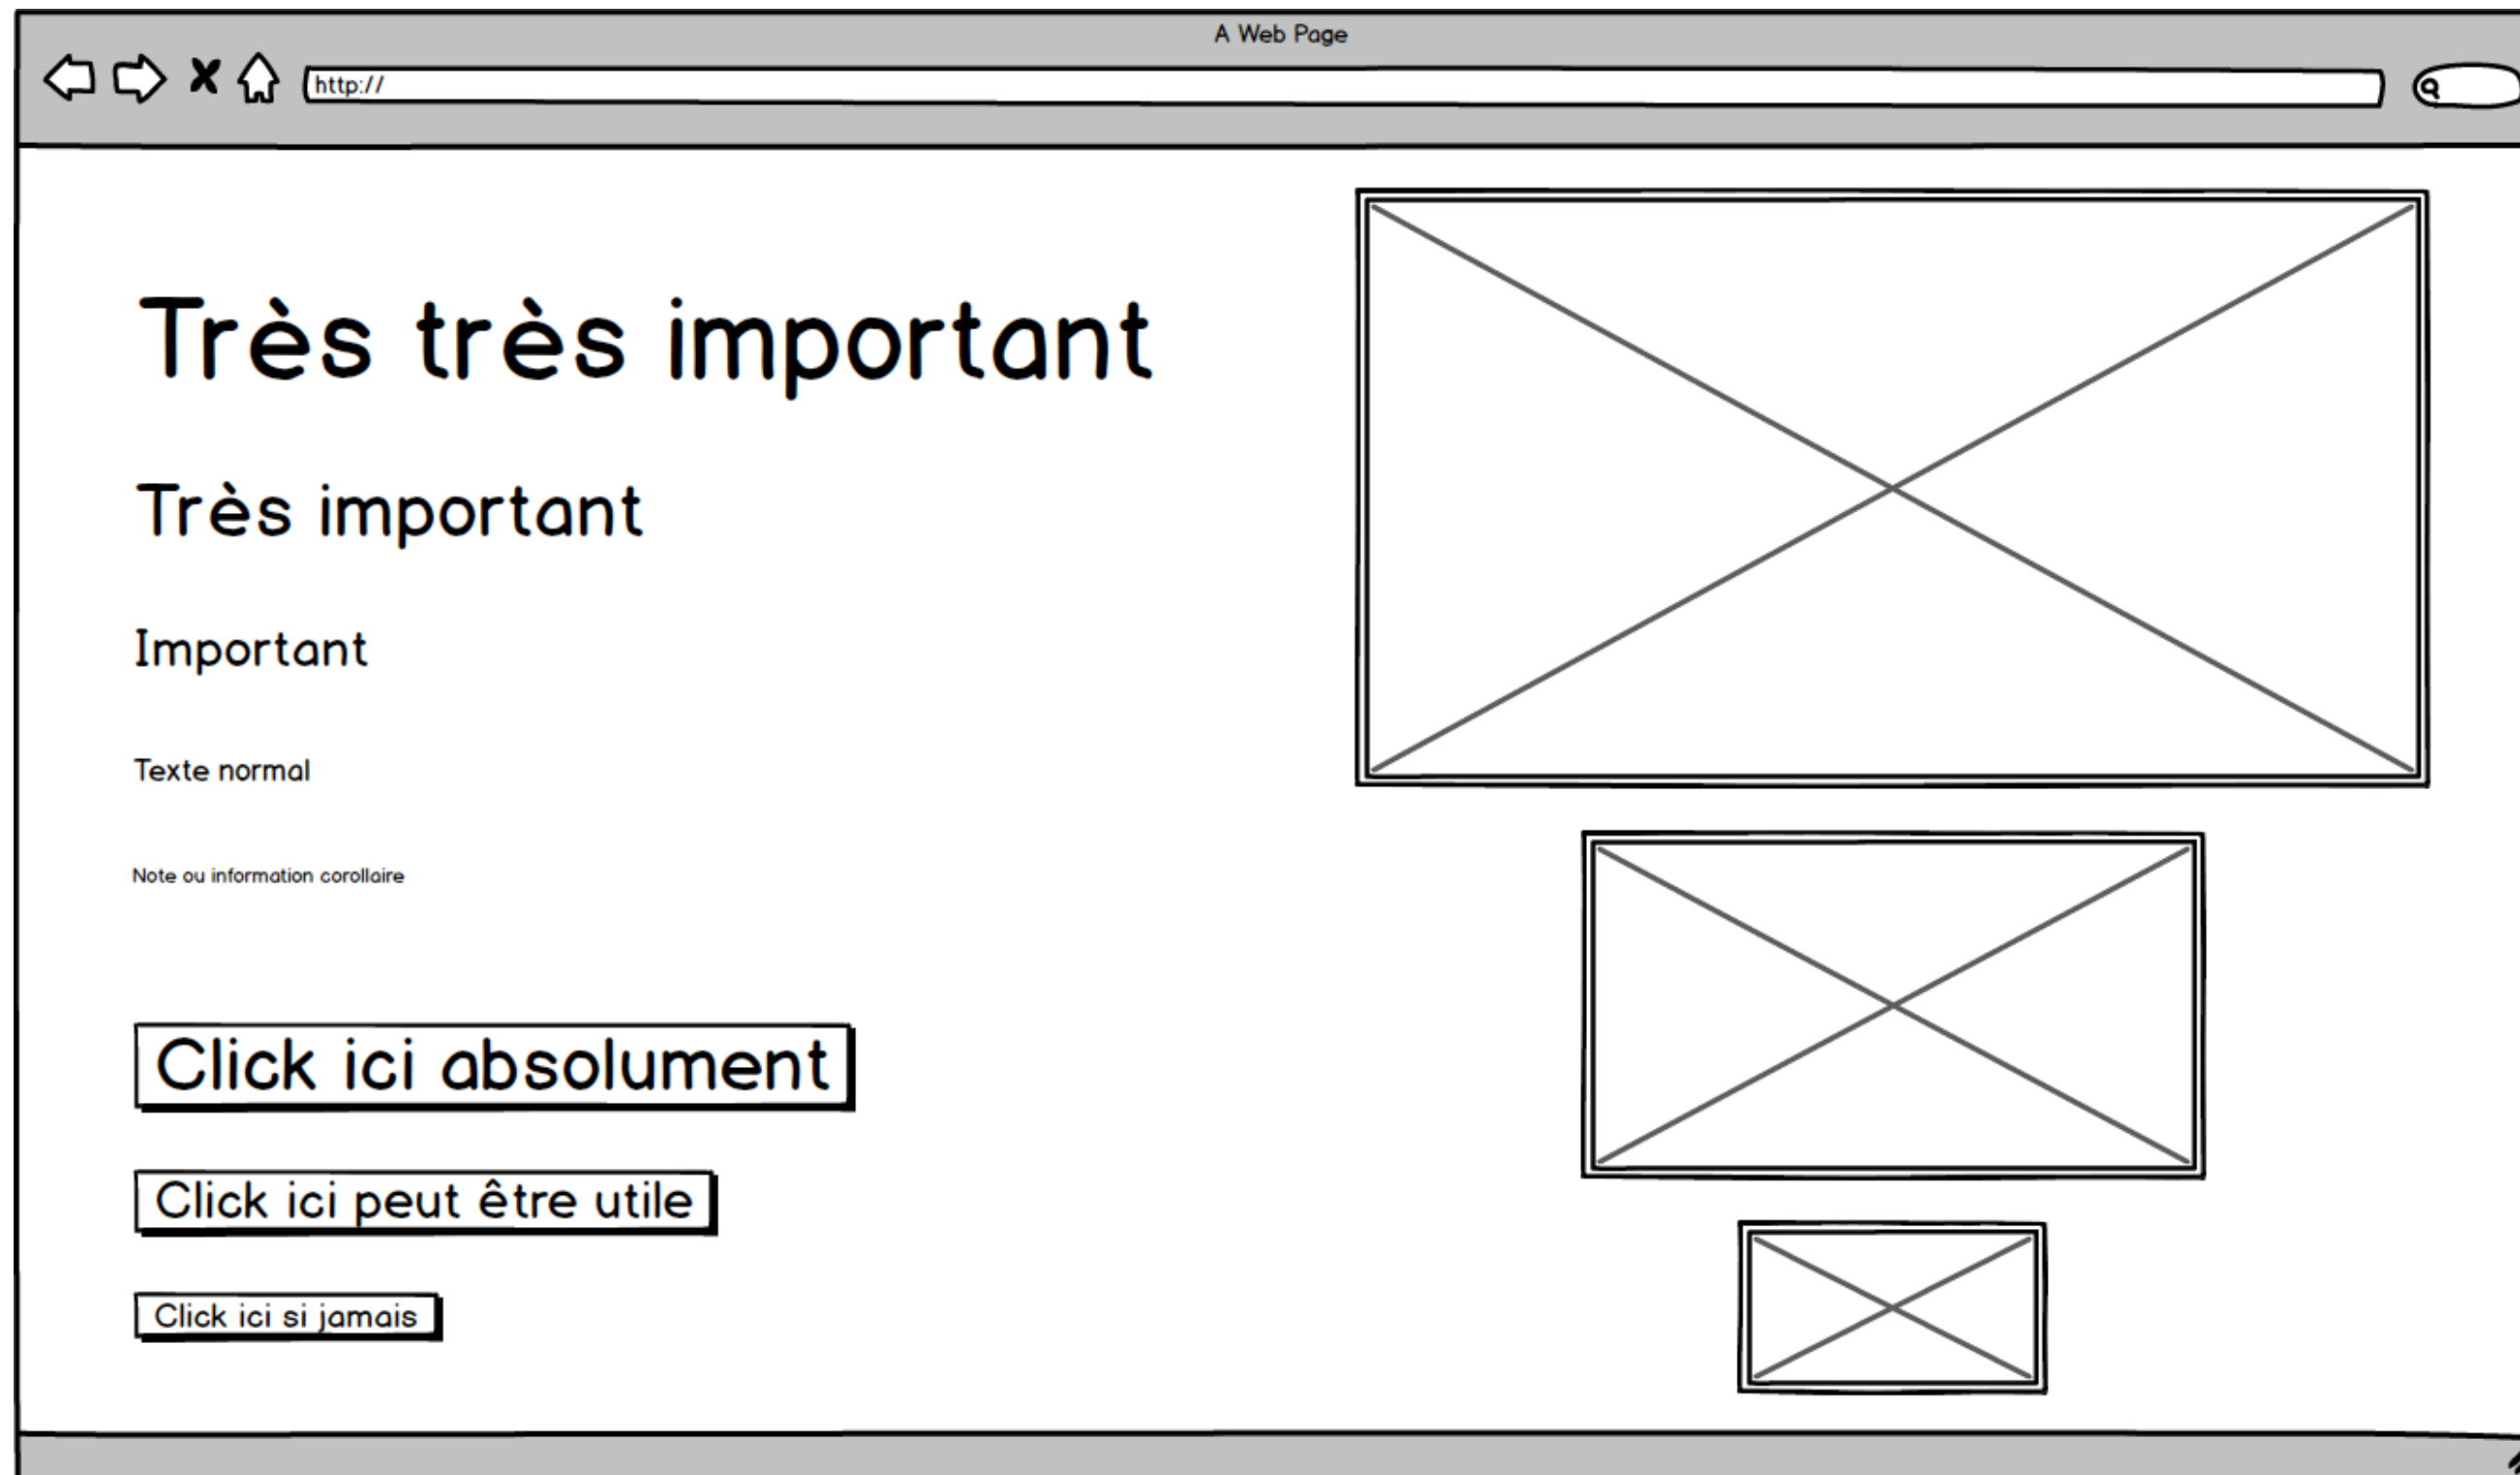 A Web Page
http://
Très très important
Très important
Important
Texte normal
Note ou information corollaire
Click ici absolument
Click ici peut être utile
Click ici si jamais